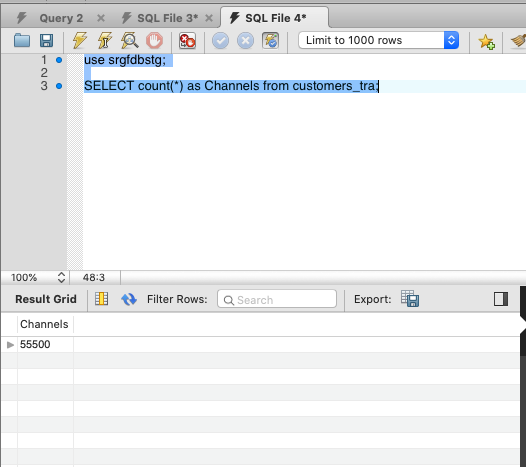 Query 2 SQL File 3* SQL File 4*
Limit to 1000 rows
1 use srgfdbstg;
2
3 SELECT count(*) as Channels from customers_tra;
100% 48:3
Result Grid Filter Rows: Search Export:
Channels
55500